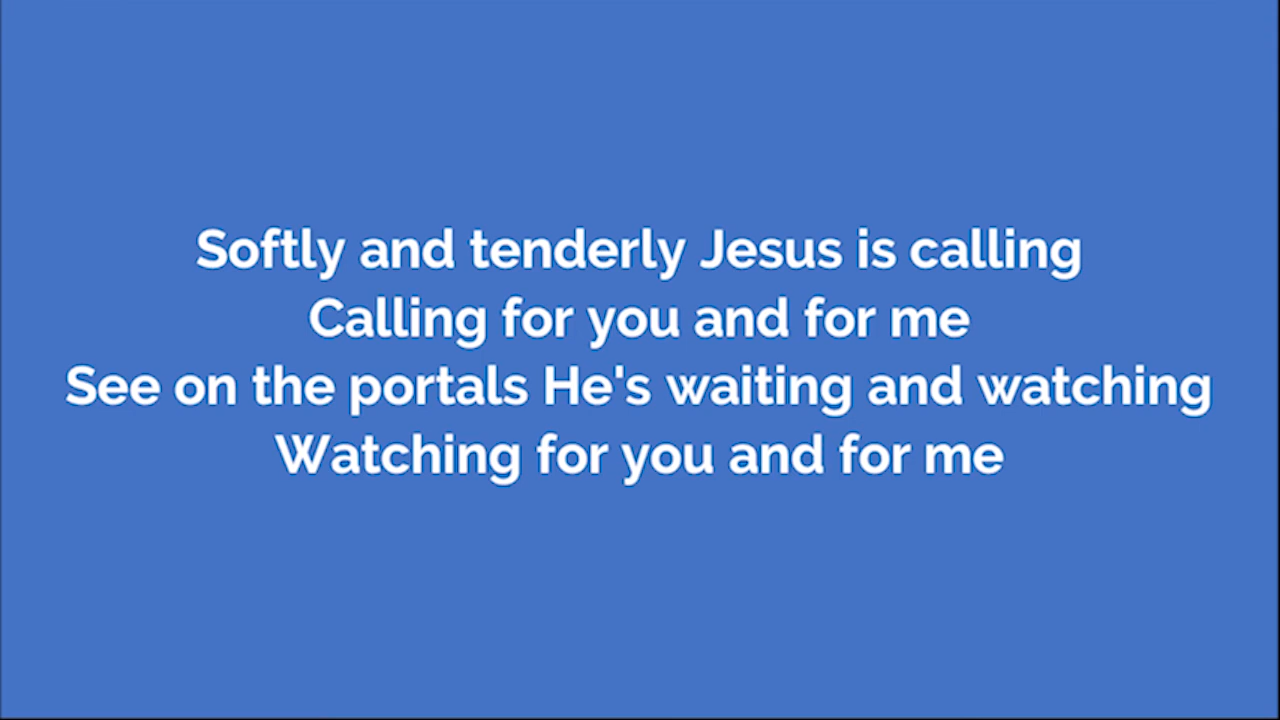 Softly and tenderly Jesus is calling
Calling for you and for me
See on the portals He's waiting and watching
Watching for you and for me